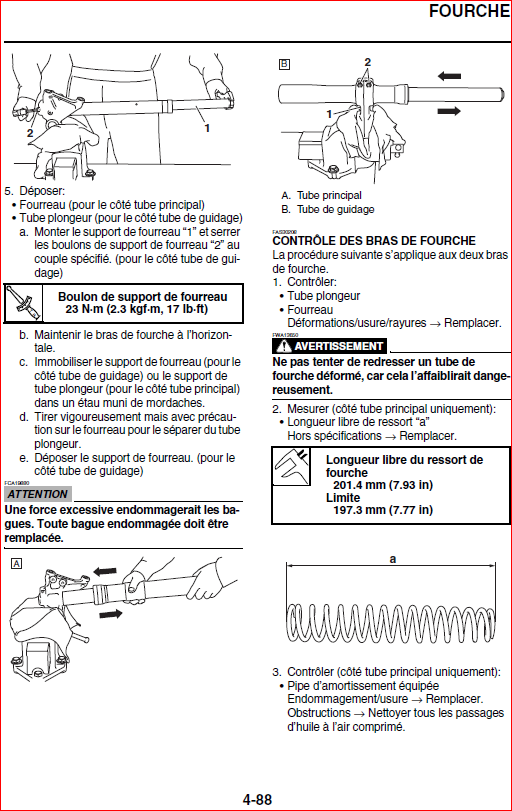 FOURCHE
1
2
5. Déposer:
• Fourreau (pour le côté tube principal)
• Tube plongeur (pour le côté tube de guidage)
a. Monter le support de fourreau “1” et serrer
les boulons de support de fourreau “2” au
couple spécifié. (pour le côté tube de gui-
dage)
Boulon de support de fourreau
23 N·m (2.3 kgf·m, 17 lb·ft)
b. Maintenir le bras de fourche à l’horizon-
tale.
c. Immobiliser le support de fourreau (pour le
côté tube de guidage) ou le support de
tube plongeur (pour le côté tube principal)
dans un étau muni de mordaches.
d. Tirer vigoureusement mais avec précau-
tion sur le fourreau pour le séparer du tube
plongeur.
e. Déposer le support de fourreau. (pour le
côté tube de guidage)
ATTENTION
Une force excessive endommagerait les ba-
gues. Toute bague endommagée doit être
remplacée.
A
B
2
1
A. Tube principal
B. Tube de guidage
CONTRÔLE DES BRAS DE FOURCHE
La procédure suivante s’applique aux deux bras
de fourche.
1. Contrôler:
• Tube plongeur
• Fourreau
Déformations/usure/rayures → Remplacer.
AVERTISSEMENT
Ne pas tenter de redresser un tube de
fourche déformé, car cela l’affaiblirait dange-
reusement.
2. Mesurer (côté tube principal uniquement):
• Longueur libre de ressort “a”
Hors spécifications → Remplacer.
Longueur libre du ressort de
fourche
201.4 mm (7.93 in)
Limite
197.3 mm (7.77 in)
a
3. Contrôler (côté tube principal uniquement):
• Pipe d’amortissement équipée
Endommagement/usure → Remplacer.
Obstructions → Nettoyer tous les passages
d’huile à l’air comprimé.
4-88